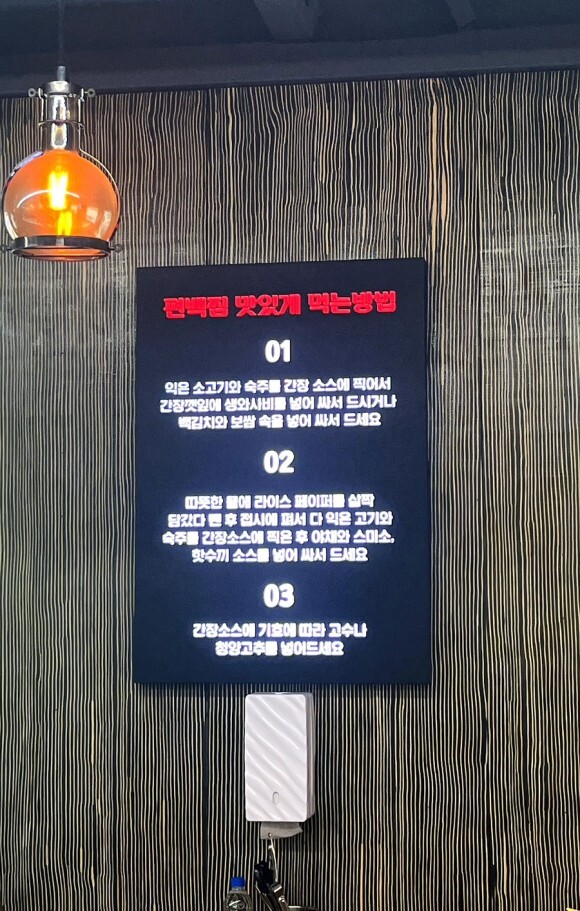 편백찜 맛있게 먹는방법
01
익은 소고기와 숙주를 간장 소스에 찍어서
간장깻잎에 생와사비를 넣어 싸서 드시거나
백김치와 보쌈 속을 넣어 싸서 드세요
02
따뜻한 물에 라이스 페이퍼를 살짝
담갔다 뺀 후 접시에 펴서 다 익은 고기와
숙주를 간장소스에 찍은 후 야채와 스미소,
핫수끼 소스를 넣어 싸서 드세요
03
간장소스에 기호에 따라 고수나
청양고추를 넣어드세요